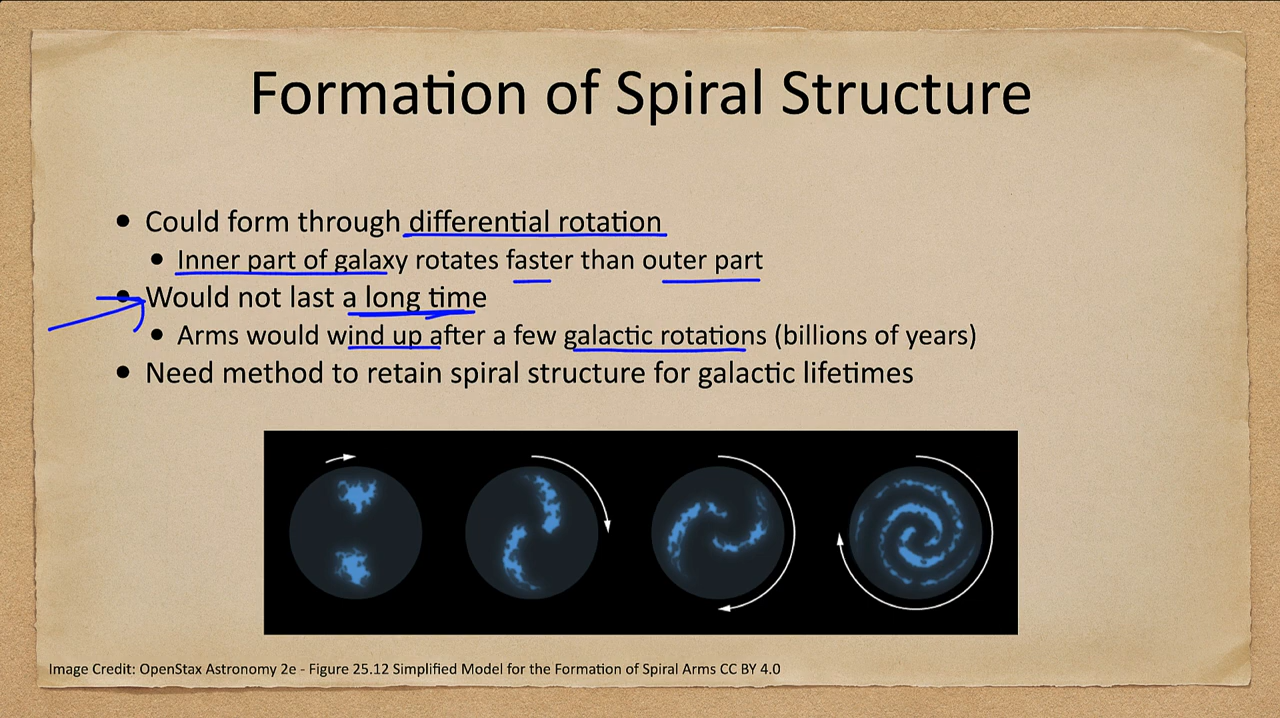 Formation of Spiral Structure
• Could form through differential rotation
• Inner part of galaxy rotates faster than outer part
• Would not last a long time
• Arms would wind up after a few galactic rotations (billions of years)
• Need method to retain spiral structure for galactic lifetimes
Image Credit: OpenStax Astronomy 2e - Figure 25.12 Simplified Model for the Formation of Spiral Arms CC BY 4.0